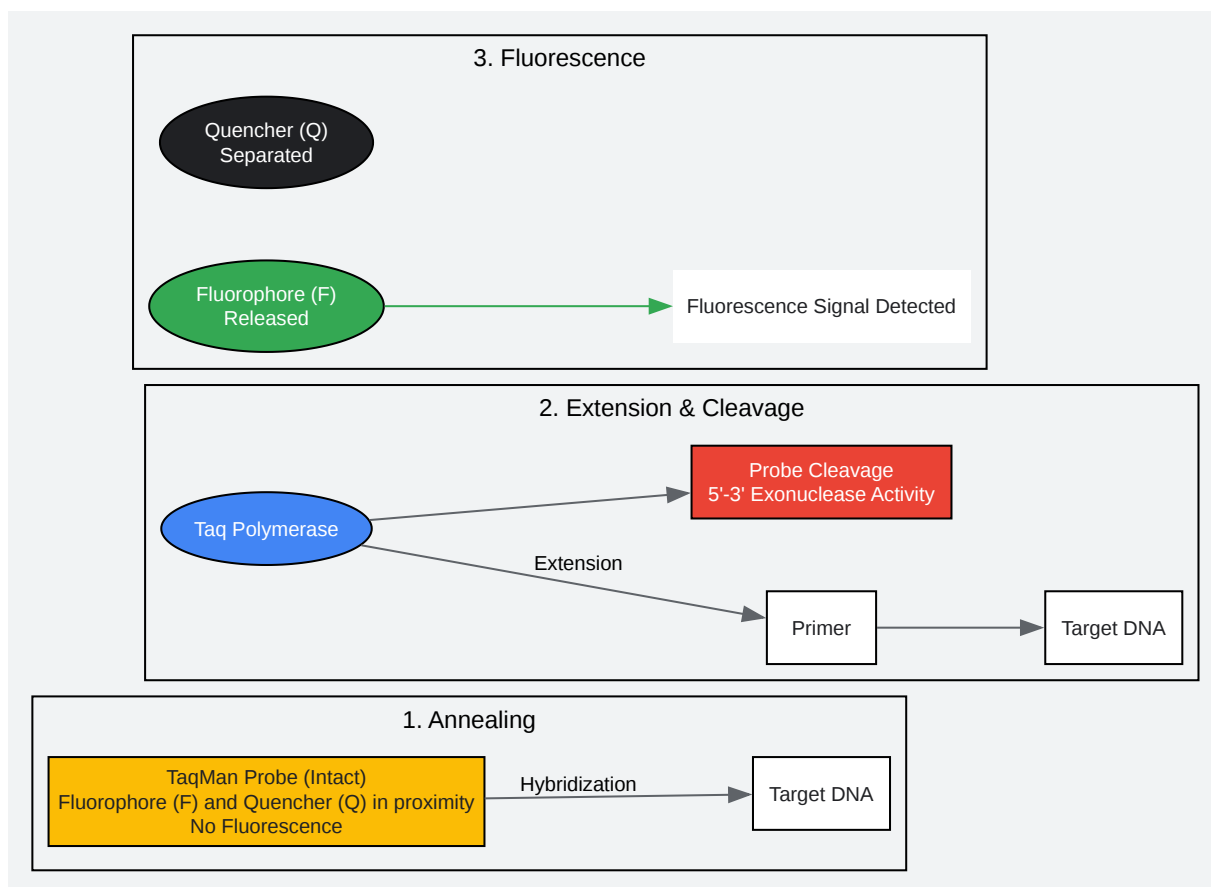 3. Fluorescence
Quencher (Q)
Separated
Fluorophore (F)
Released
Fluorescence Signal Detected
2. Extension & Cleavage
Probe Cleavage
5'-3' Exonuclease Activity
Taq Polymerase
Extension
Primer
Target DNA
1. Annealing
TaqMan Probe (Intact)
Fluorophore (F) and Quencher (Q) in proximity
No Fluorescence
Hybridization
Target DNA